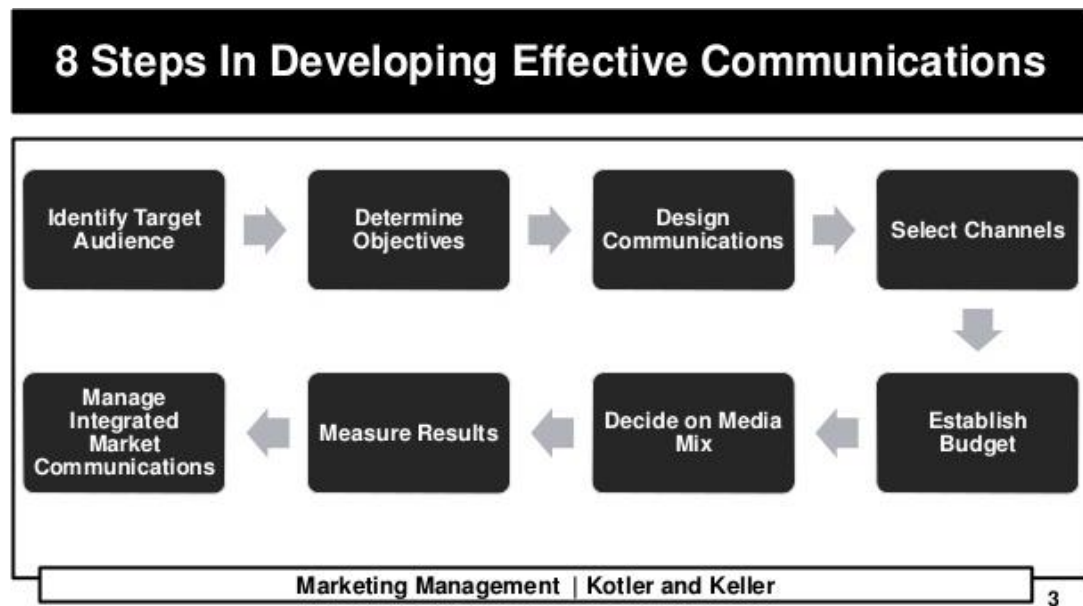 8 Steps In Developing Effective Communications
Identify Target
Audience
Determine
Objectives
Design
Communications
Select Channels
Establish
Budget
Decide on Media
Mix
Measure Results
Manage
Integrated
Market
Communications
Marketing Management | Kotler and Keller
3